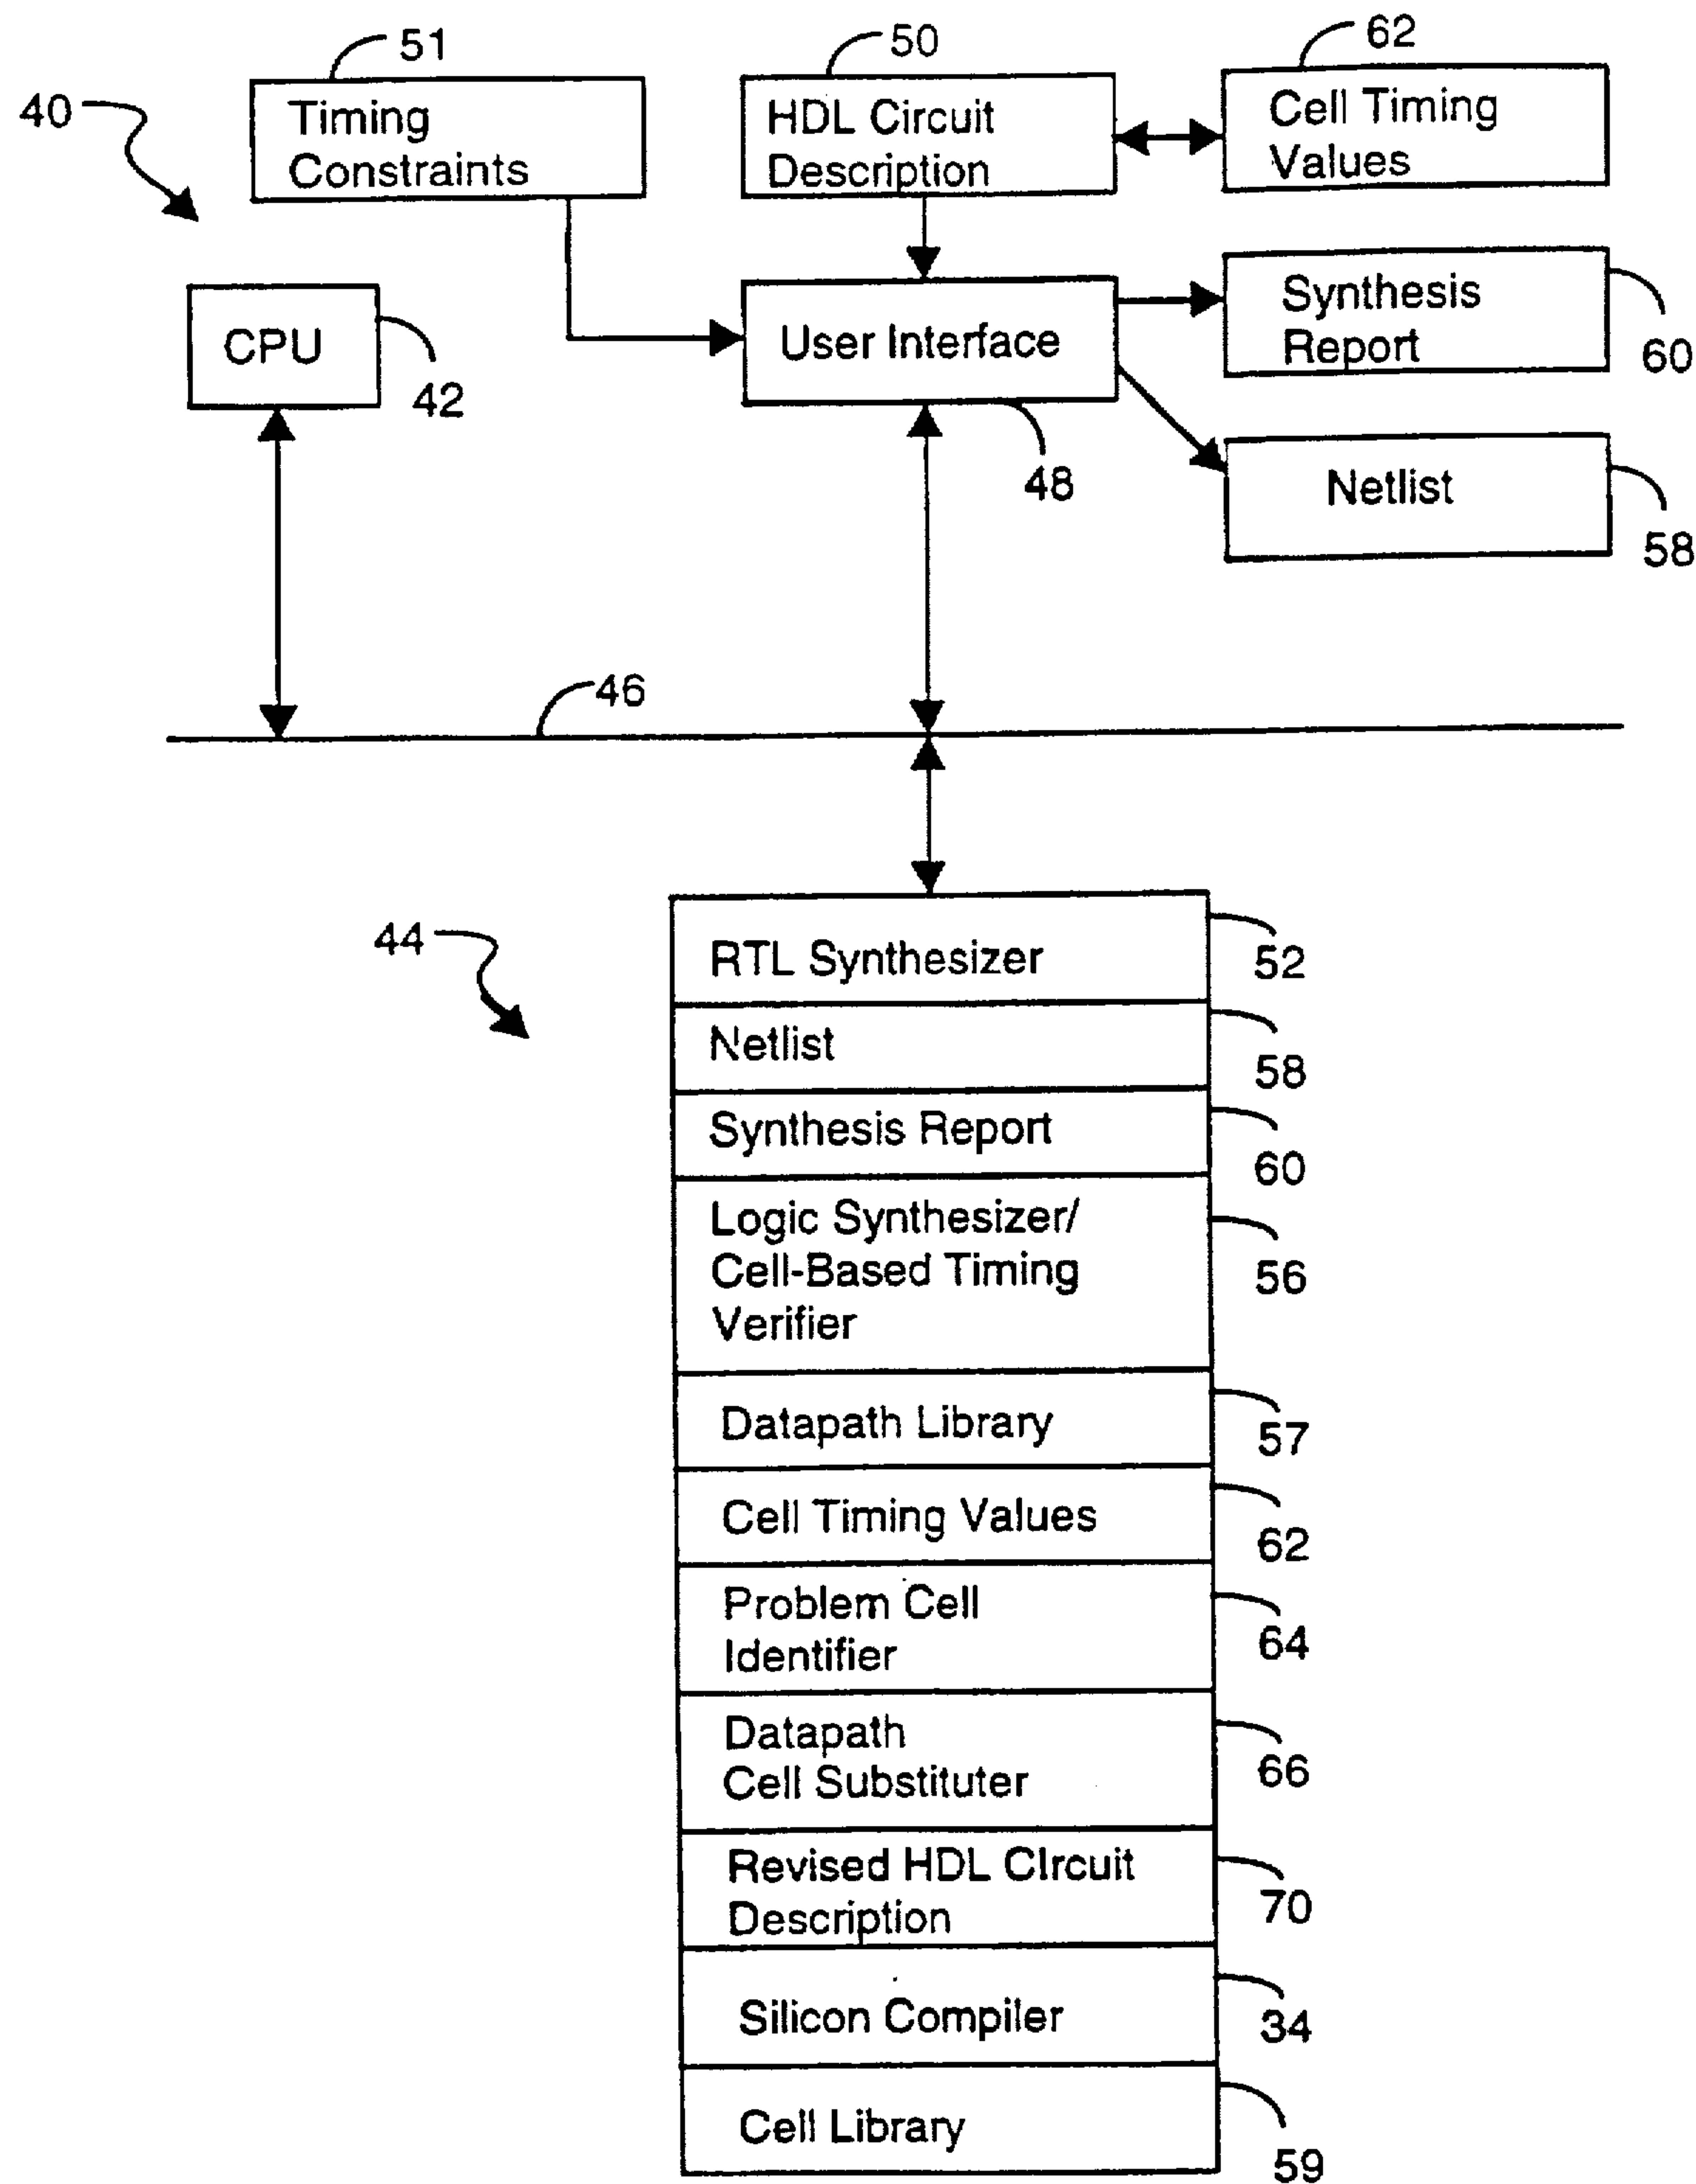 51
50
62
40
Timing
Constraints
HDL Circuit
Description
Cell Timing
Values
CPU
42
User Interface
48
Synthesis
Report
60
Netlist
58
46
44
RTL Synthesizer
52
Netlist
58
Synthesis Report
60
Logic Synthesizer/
Cell-Based Timing
Verifier
56
Datapath Library
57
Cell Timing Values
62
Problem Cell
Identifier
64
Datapath
Cell Substituter
66
Revised HDL CIrcuit
Description
70
Silicon Compiler
34
Cell Library
59